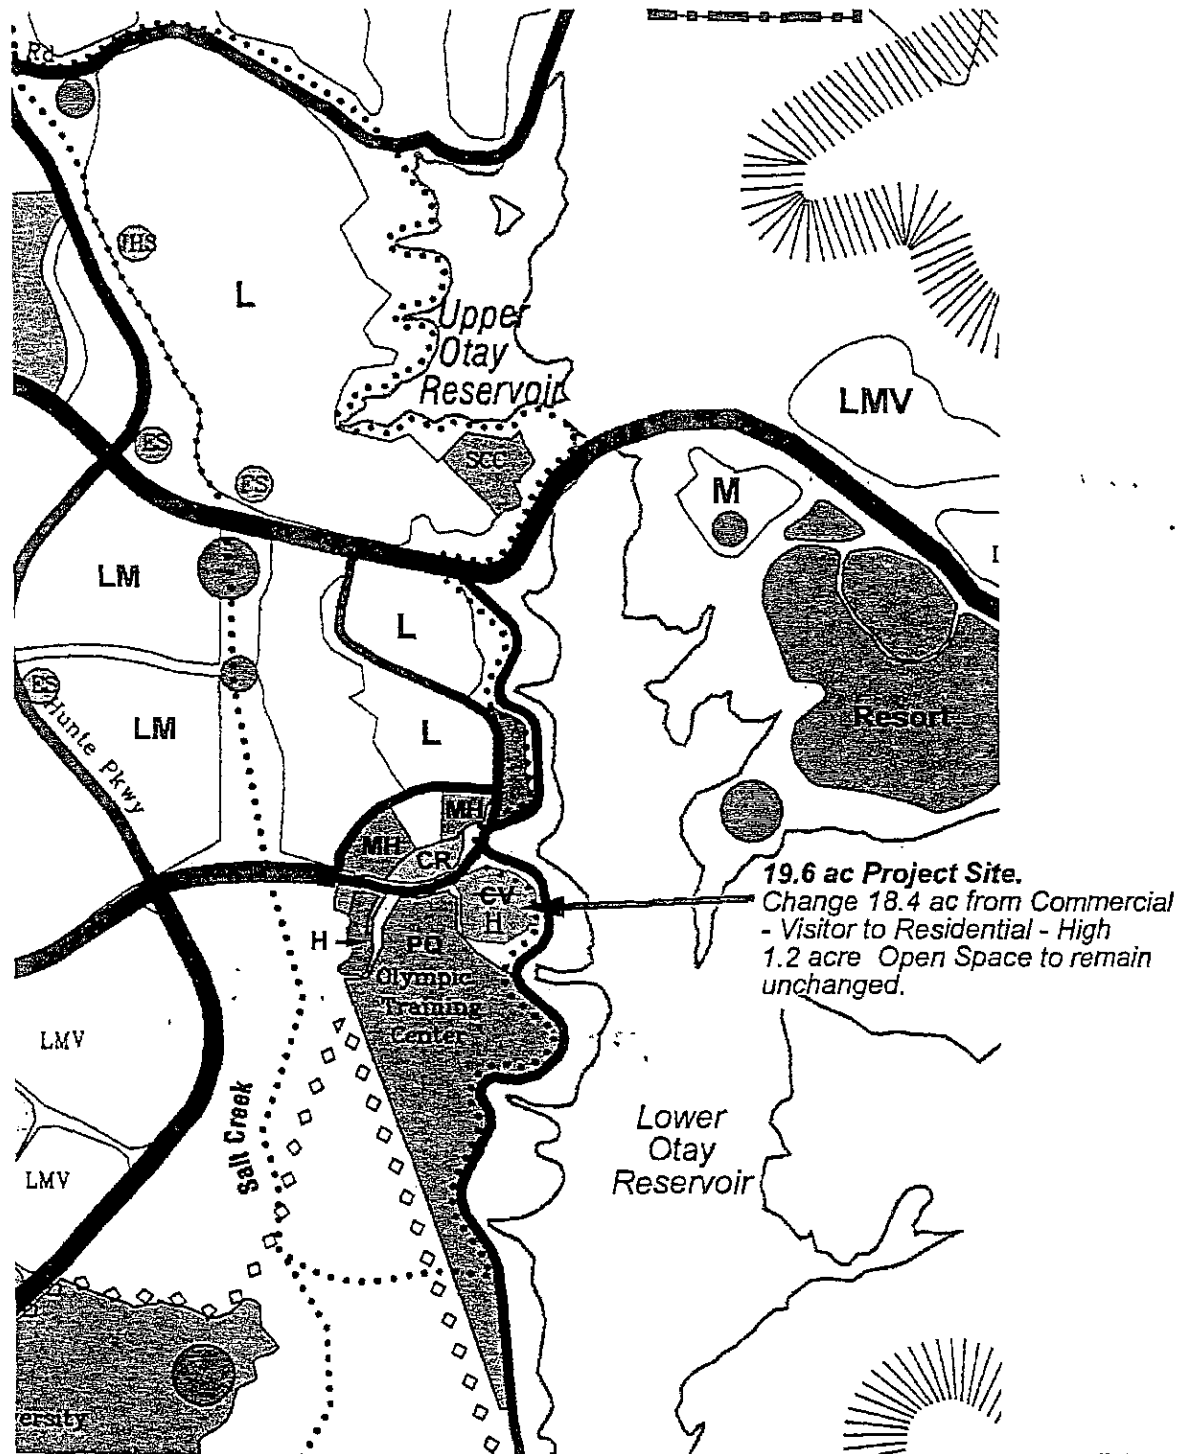 Rd
JHS
L
Upper
Otay
Reservoir
LMV
ES
SCC
ES
M
LM
L
L
ES
Hunte Pkwy
LM
L
Resort
MH
MH
CR
CV
H
H
PQ
Olympic
Training
Center
19.6 ac Project Site.
Change 18.4 ac from Commercial
- Visitor to Residential - High
1.2 acre Open Space to remain
unchanged.
LMV
Salt Creek
LMV
Lower
Otay
Reservoir
versity